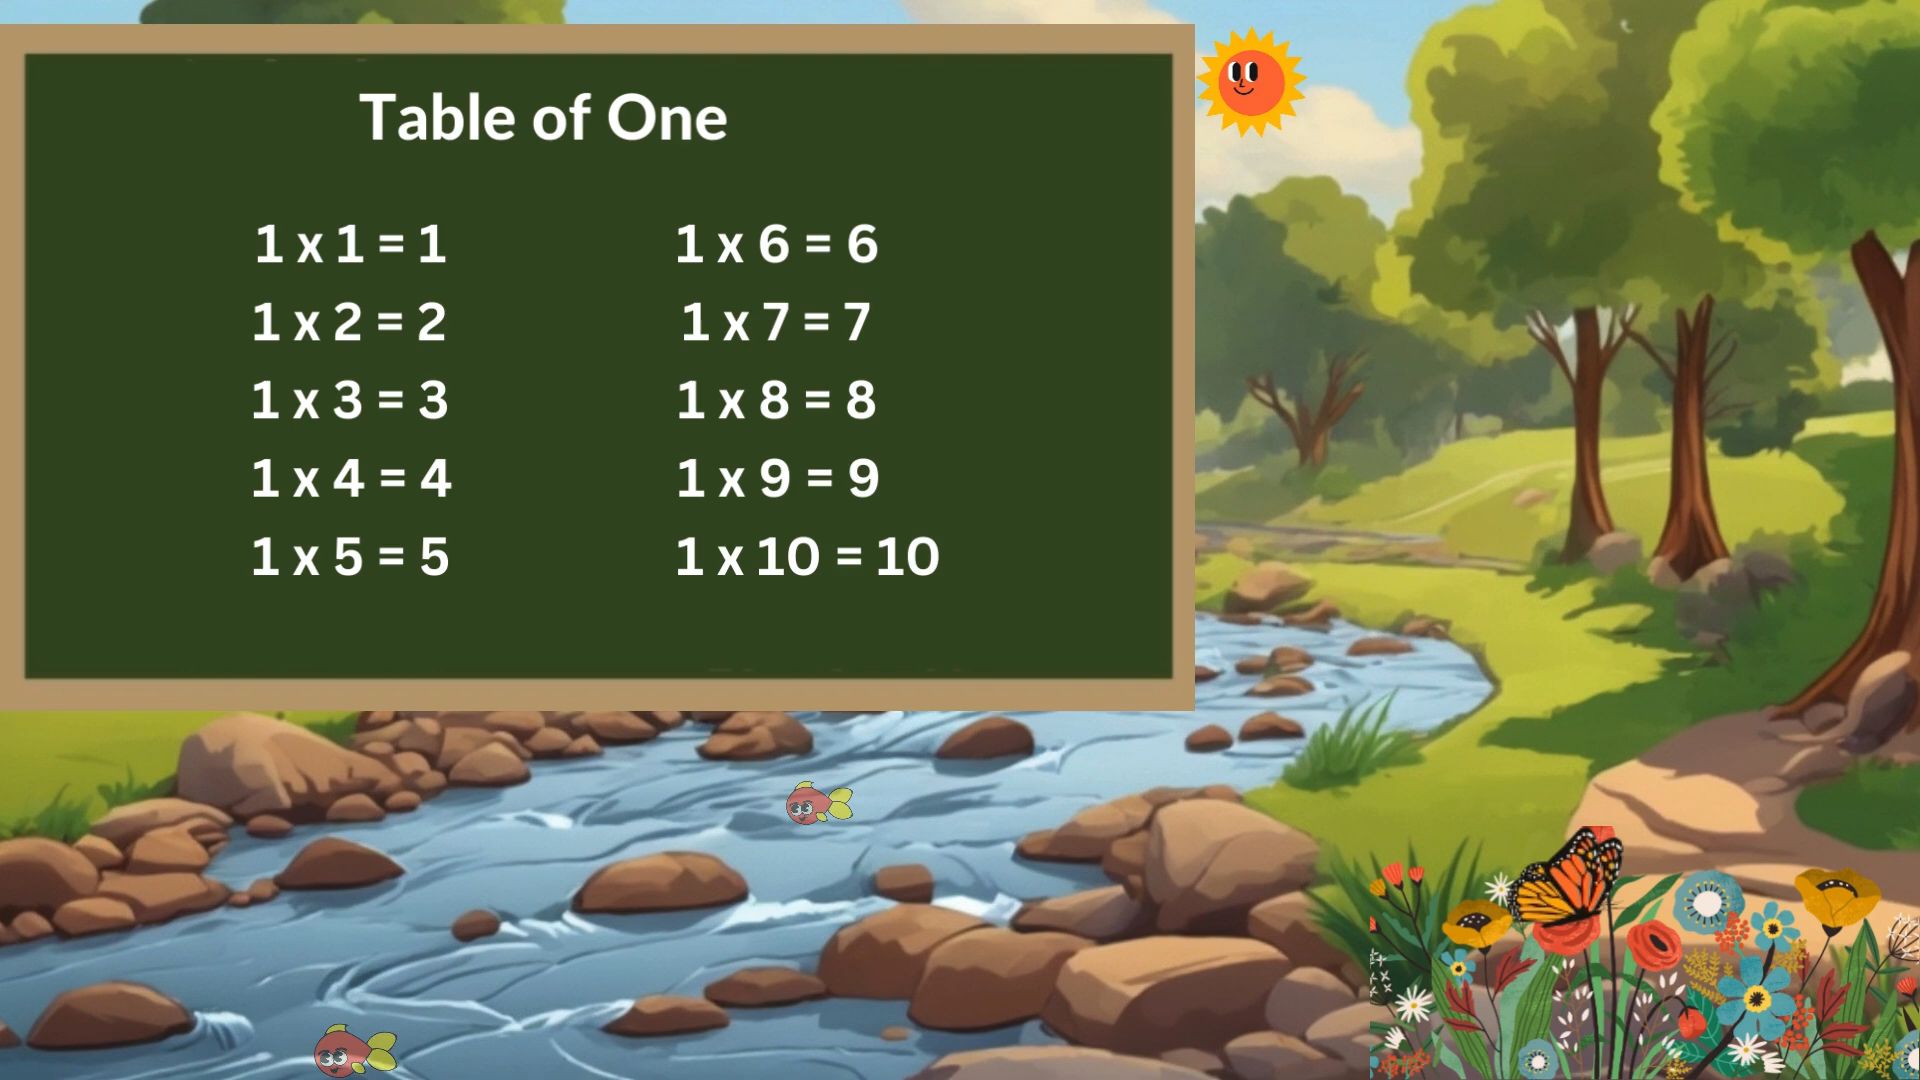 Table of One
1 x 1 = 1
1 x 2 = 2
1 x 3 = 3
1 x 4 = 4
1 x 5 = 5
1 x 6 = 6
1 x 7 = 7
1 x 8 = 8
1 x 9 = 9
1 x 10 = 10